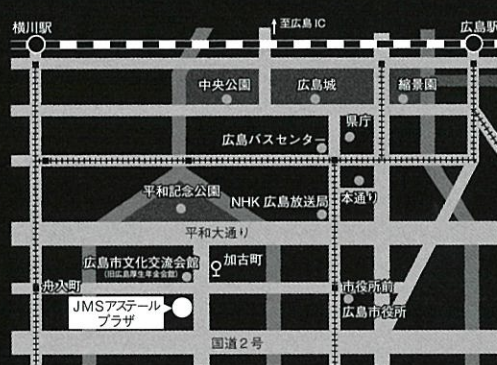 横川駅
至広島IC
広島駅
中央公園
広島城
縮景園
県庁
広島バスセンター
平和記念公園
NHK 広島放送局
本通り
平和大通り
広島市文化交流会館
(旧広島厚生年金会館)
加古町
舟入町
市役所前
JMSアステール
プラザ
広島市役所
国道2号